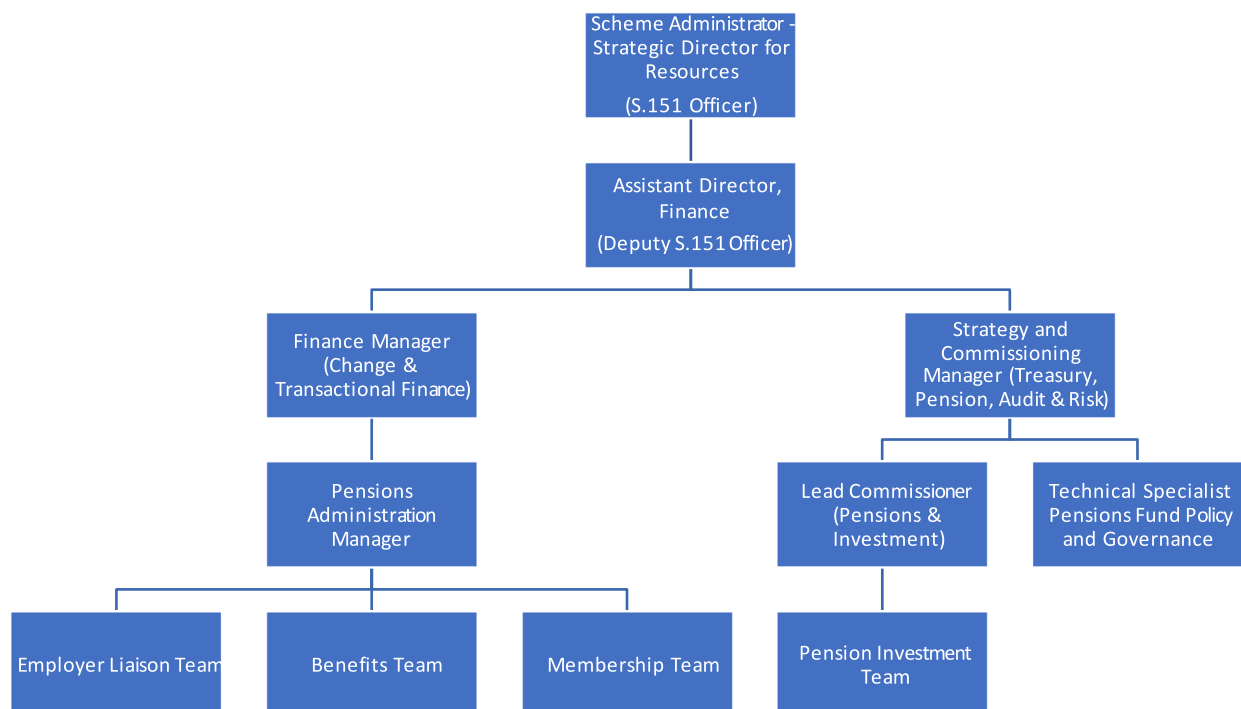 Scheme Administrator -
Strategic Director for
Resources
(S.151 Officer)
Assistant Director,
Finance
(Deputy S.151 Officer)
Finance Manager
(Change &
Transactional Finance)
Strategy and
Commissioning
Manager (Treasury,
Pension, Audit & Risk)
Pensions
Administration
Manager
Lead Commissioner
(Pensions &
Investment)
Technical Specialist
Pensions Fund Policy
and Governance
Employer Liaison Team
Benefits Team
Membership Team
Pension Investment
Team